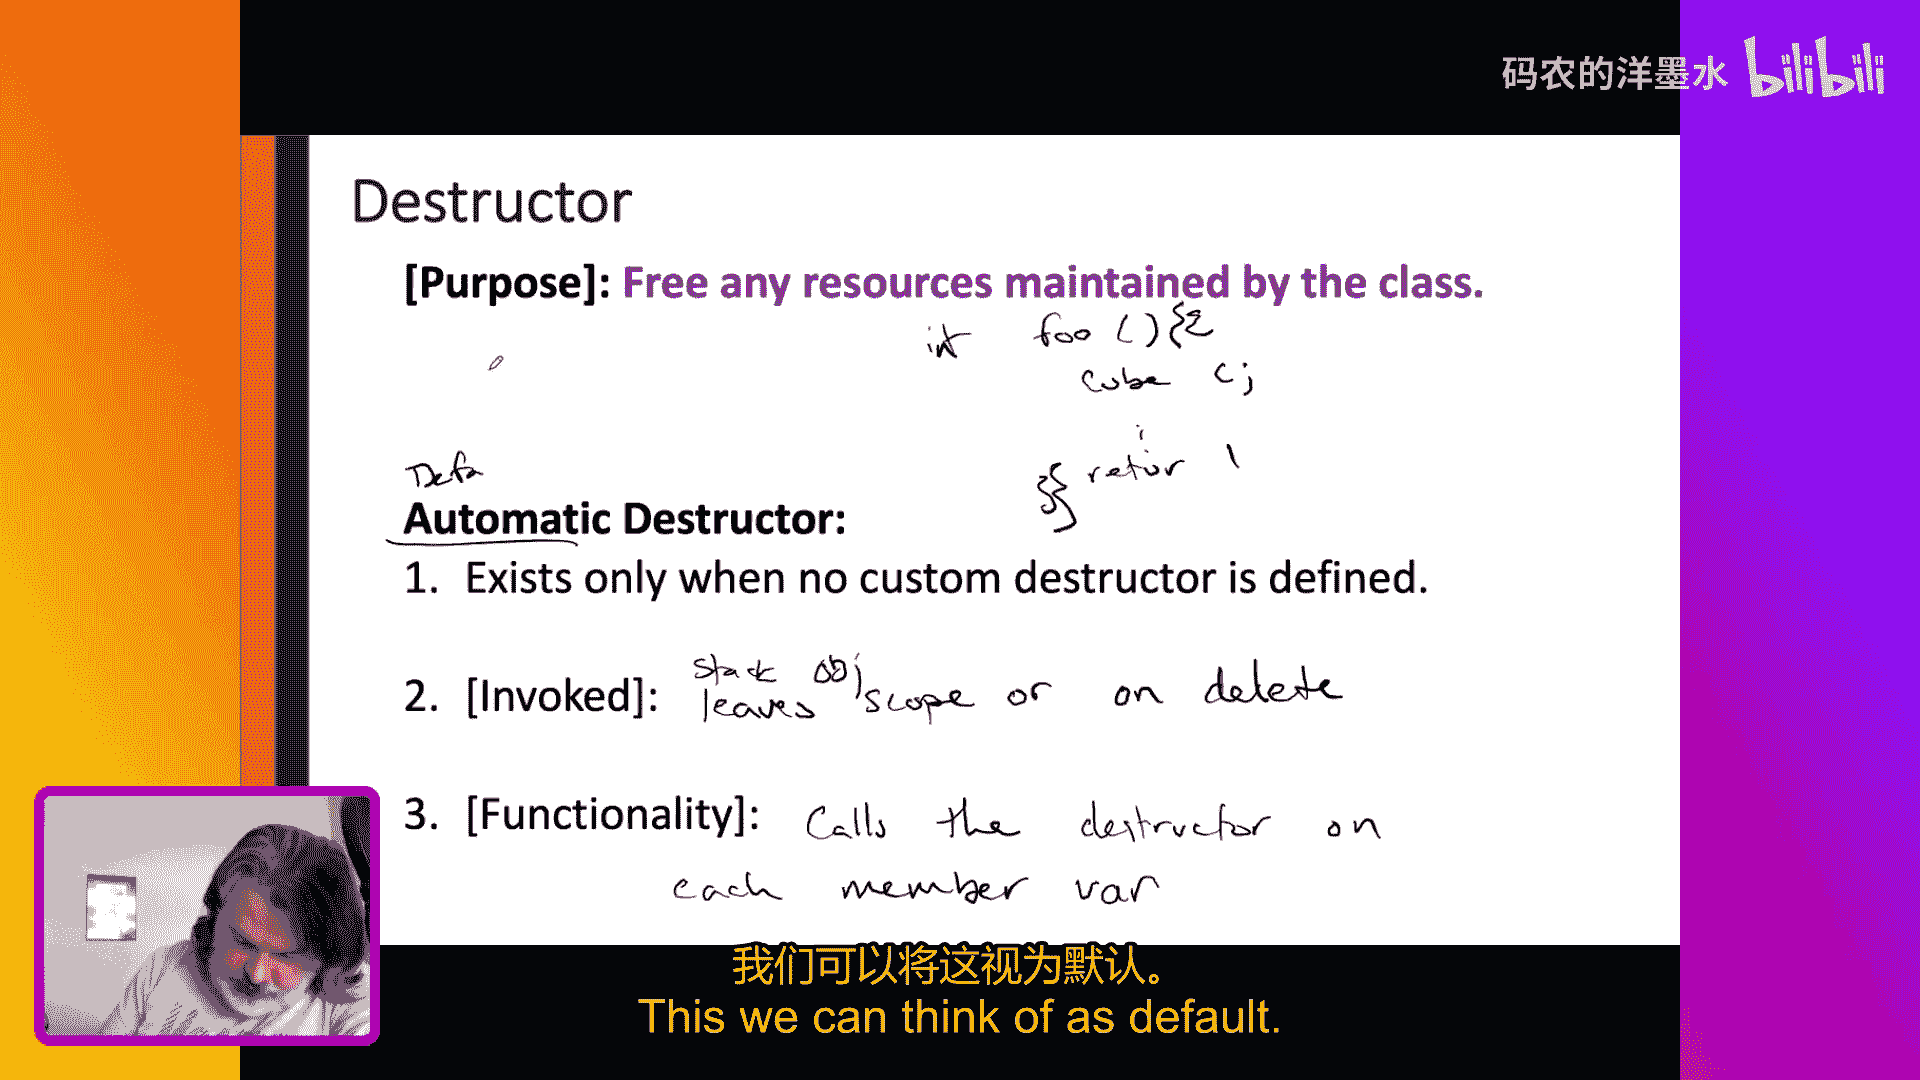 码农的洋墨水 bilibili
Destructor
[Purpose]: Free any resources maintained by the class.
int foo () {
cube c;
Defa
retur 1
}
Automatic Destructor:
1. Exists only when no custom destructor is defined.
2. [Invoked]: stack obj leaves scope or on delete
3. [Functionality]: Calls the destructor on
each member var
我们可以将这视为默认。
This we can think of as default.